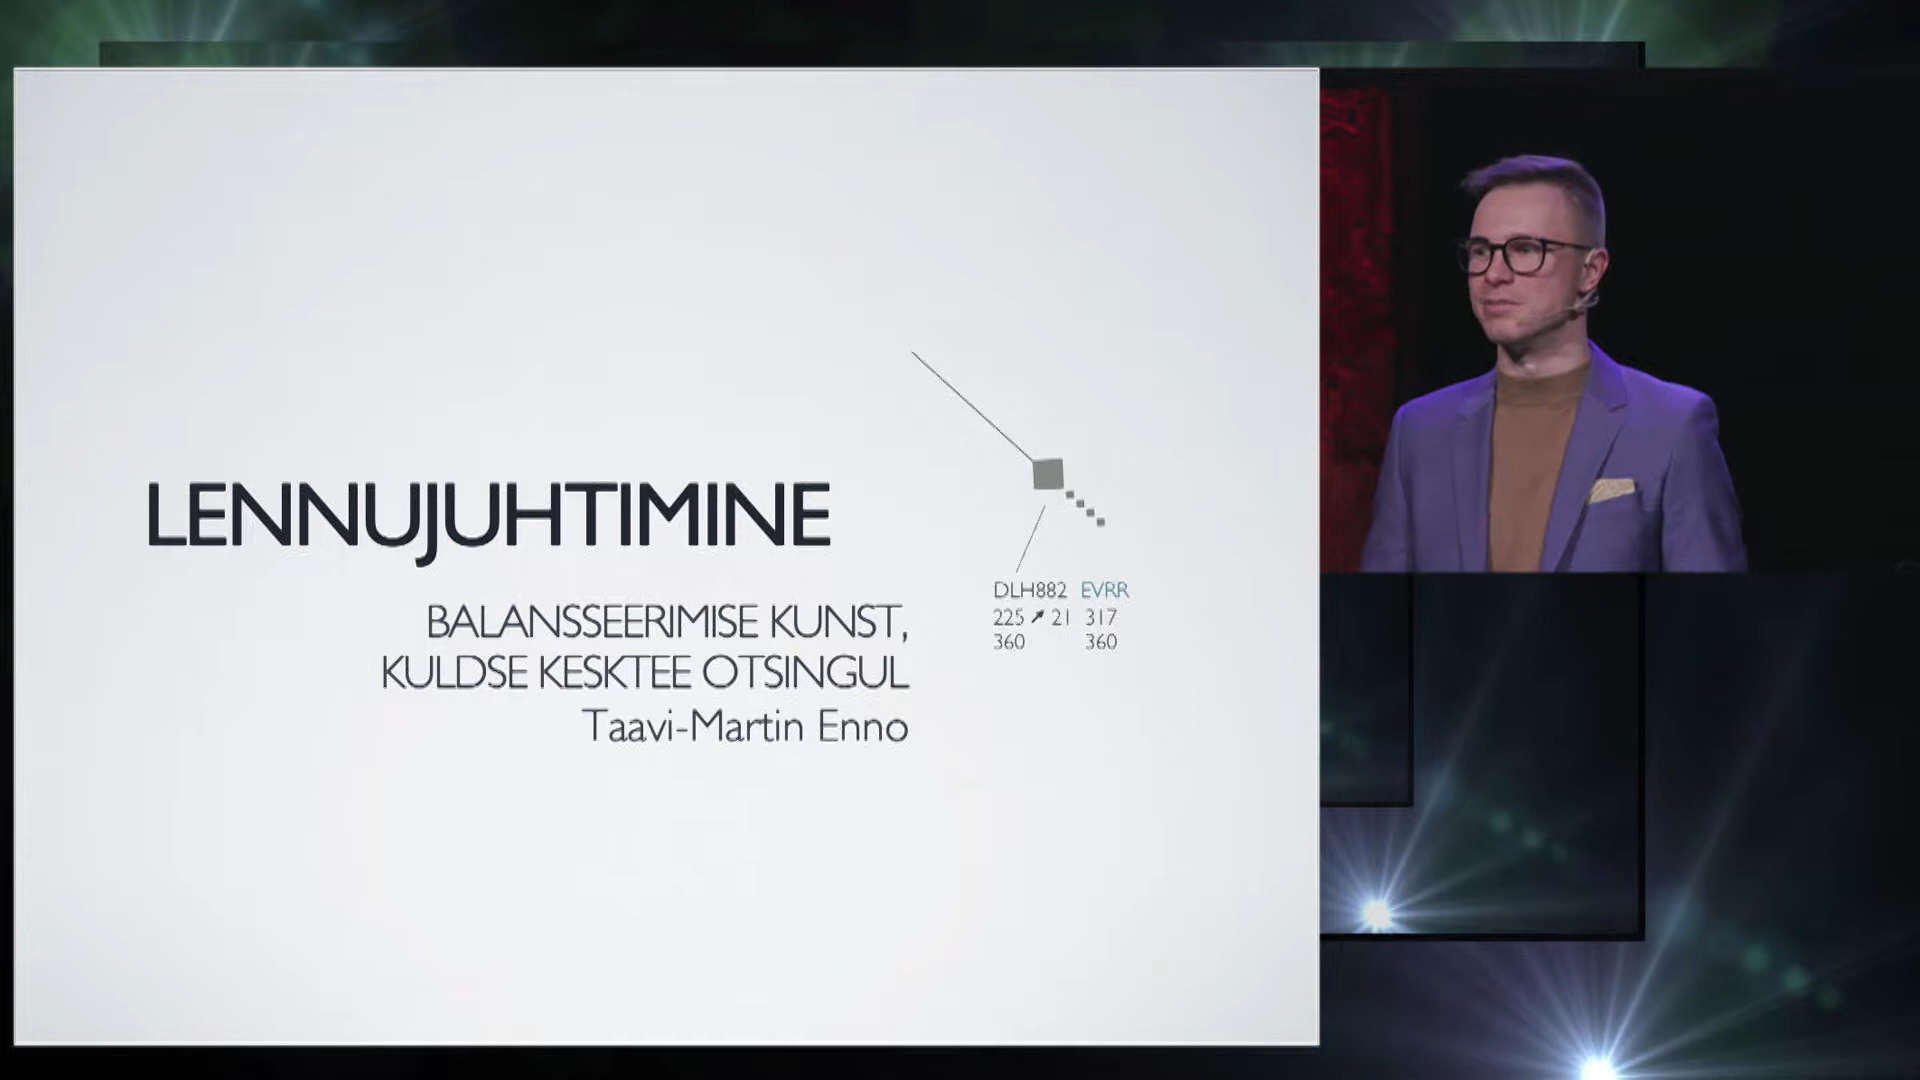 LENNUJUHTIMINE
BALANSSEERIMISE KUNST,
KULDSE KESKTEE OTSINGUL
Taavi-Martin Enno
DLH882 EVRR
225 ↗ 21 317
360 360